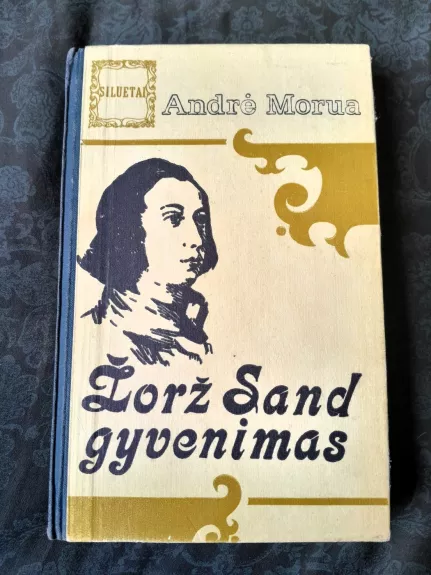 SILUETAI
Andrė Morua
Žorž Sand
gyvenimas